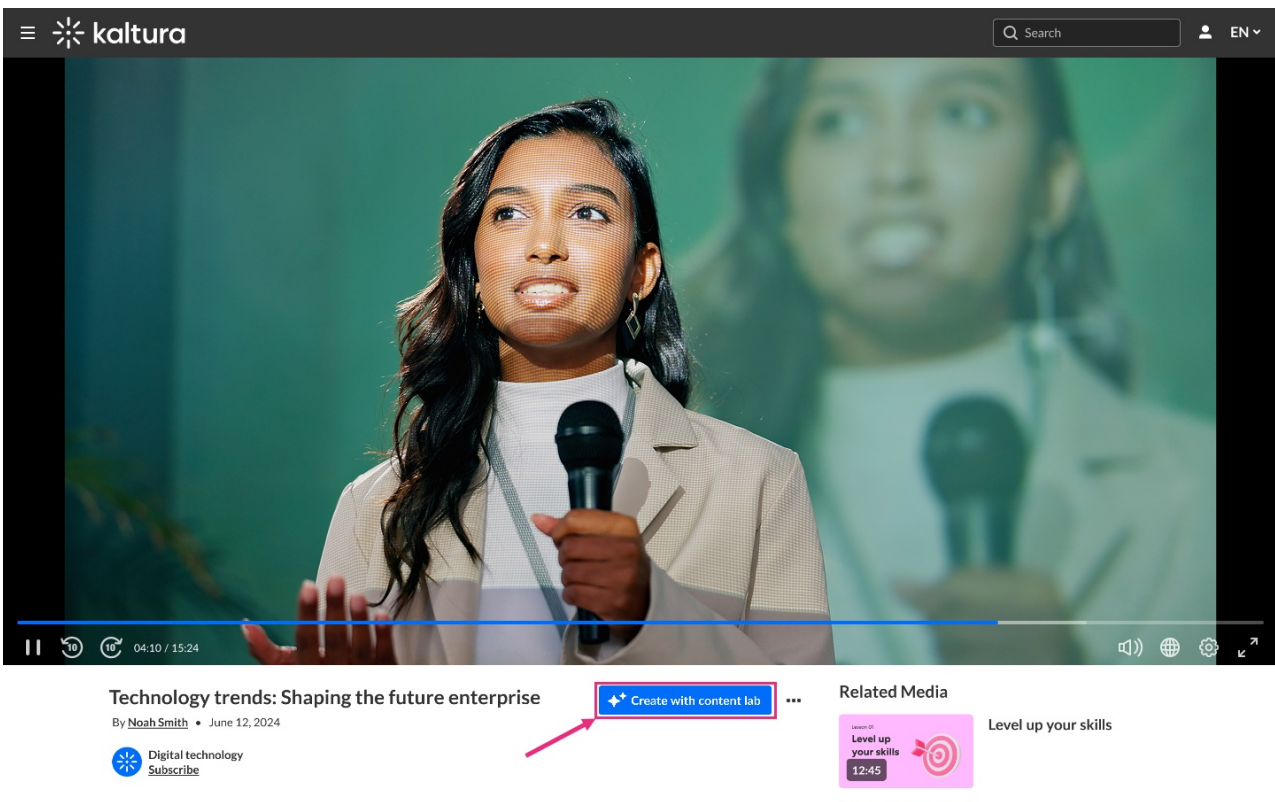 kaltura
Search
EN
10
10
04:10 / 15:24
Technology trends: Shaping the future enterprise
Create with content lab
By Noah Smith • June 12, 2024
Digital technology
Subscribe
Related Media
Lesson 01
Level up
your skills
12:45
Level up your skills